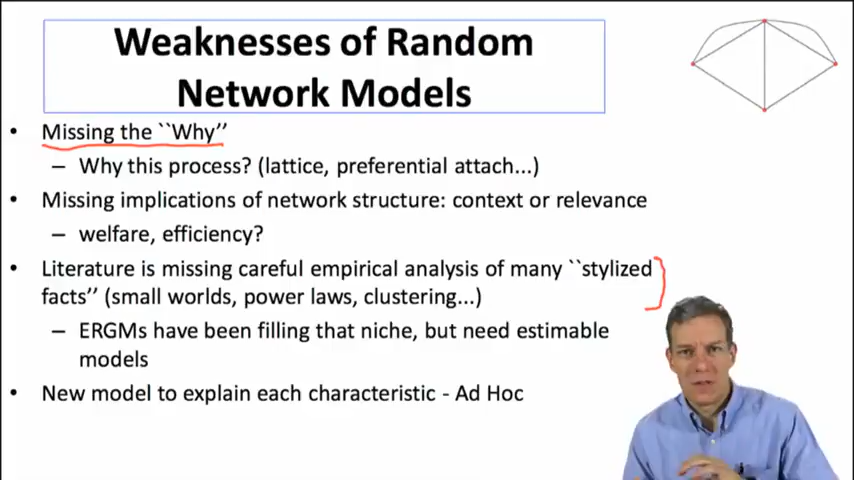 Weaknesses of Random
Network Models
• Missing the ``Why’’
– Why this process? (lattice, preferential attach...)
• Missing implications of network structure: context or relevance
– welfare, efficiency?
• Literature is missing careful empirical analysis of many ``stylized
facts’’ (small worlds, power laws, clustering...)
– ERGMs have been filling that niche, but need estimable
models
• New model to explain each characteristic - Ad Hoc